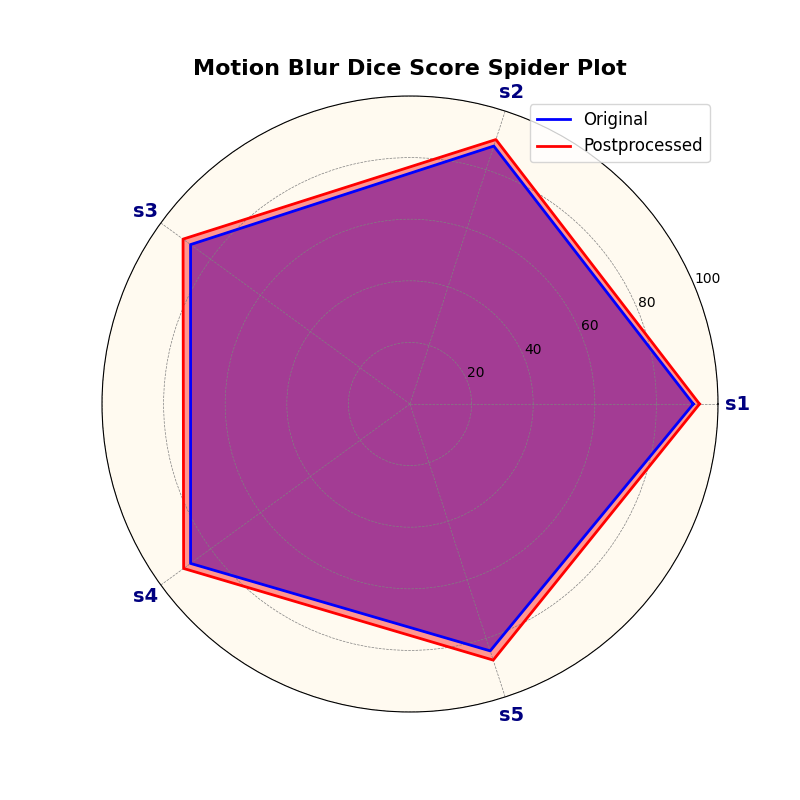 Motion Blur Dice Score Spider Plot
s2
Original
Postprocessed
s3
100
80
60
40
20
s1
s4
s5